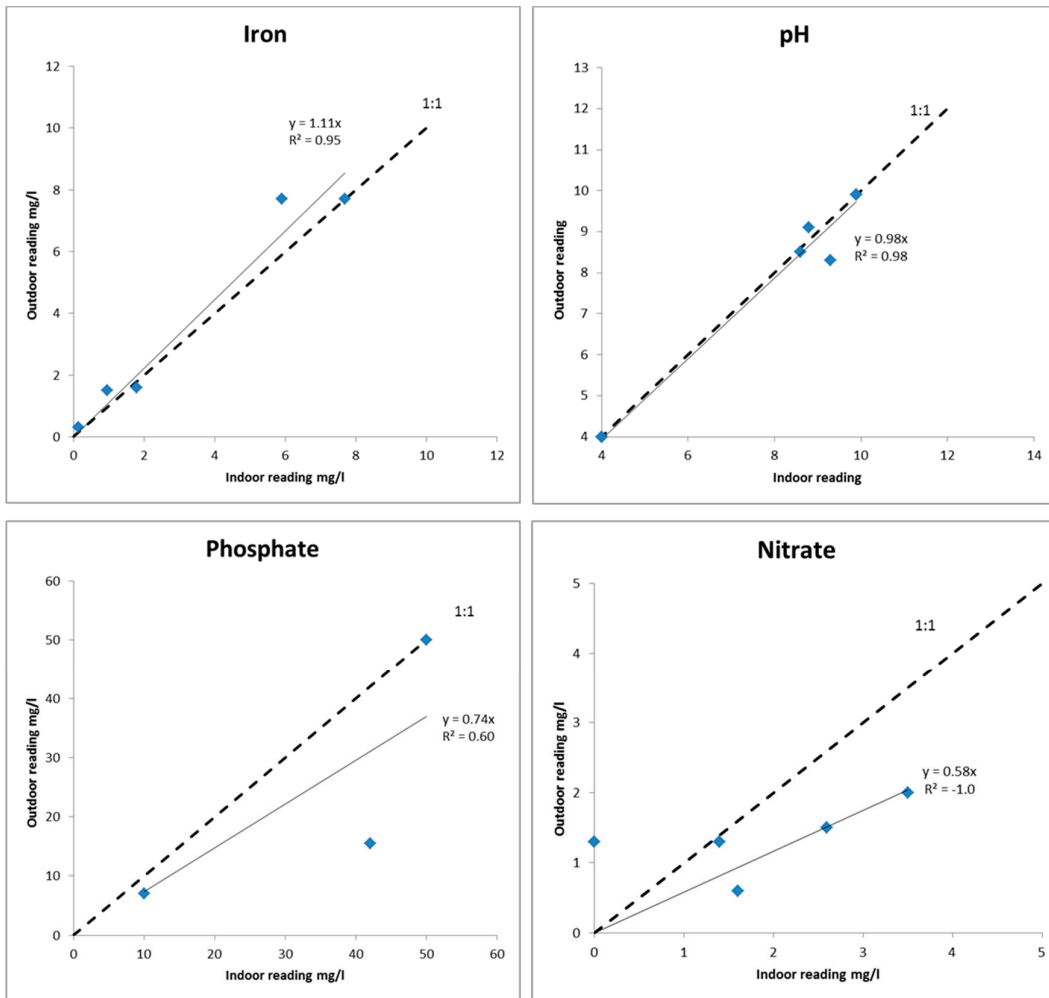 Iron
12
10
8
6
4
2
0
0 2 4 6 8 10 12
Outdoor reading mg/l
Indoor reading mg/l
y = 1.11x
R² = 0.95
1:1
pH
13
12
11
10
9
8
7
6
5
4
4 6 8 10 12 14
Outdoor reading
Indoor reading
1:1
y = 0.98x
R² = 0.98
Phosphate
60
50
40
30
20
10
0
0 10 20 30 40 50 60
Outdoor reading mg/l
Indoor reading mg/l
1:1
y = 0.74x
R² = 0.60
Nitrate
5
4
3
2
1
0
0 1 2 3 4 5
Outdoor reading mg/l
Indoor reading mg/l
1:1
y = 0.58x
R² = -1.0